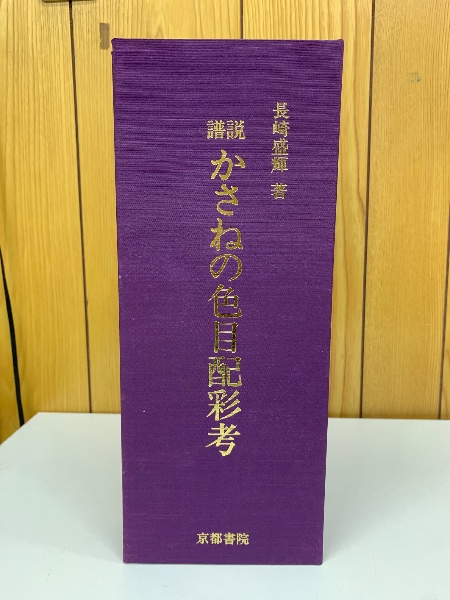 長崎盛輝 著
譜説
かさねの色目配彩考
京都書院